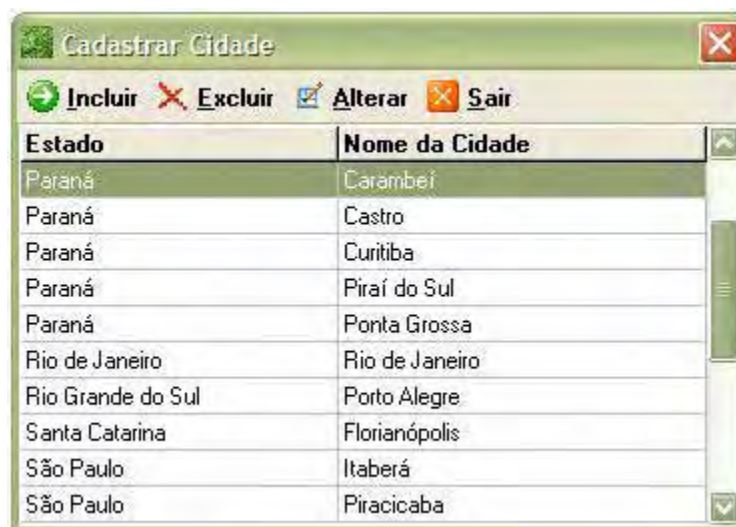 Cadastrar Cidade
Incluir Excluir Alterar Sair
Estado Nome da Cidade
Paraná Carambeí
Paraná Castro
Paraná Curitiba
Paraná Piraí do Sul
Paraná Ponta Grossa
Rio de Janeiro Rio de Janeiro
Rio Grande do Sul Porto Alegre
Santa Catarina Florianópolis
São Paulo Itaberá
São Paulo Piracicaba